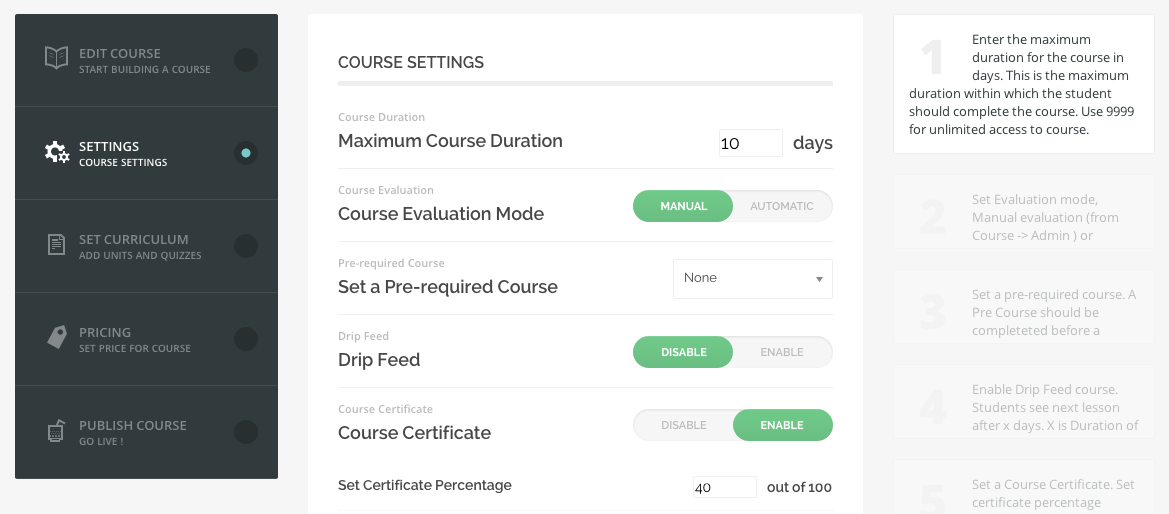 EDIT COURSE
START BUILDING A COURSE
SETTINGS
COURSE SETTINGS
SET CURRICULUM
ADD UNITS AND QUIZZES
PRICING
SET PRICE FOR COURSE
PUBLISH COURSE
GO LIVE !
COURSE SETTINGS
Course Duration
Maximum Course Duration 10 days
Course Evaluation
Course Evaluation Mode MANUAL AUTOMATIC
Pre-required Course
Set a Pre-required Course None
Drip Feed
Drip Feed DISABLE ENABLE
Course Certificate
Course Certificate DISABLE ENABLE
Set Certificate Percentage 40 out of 100
1 Enter the maximum
duration for the course in
days. This is the maximum
duration within which the student
should complete the course. Use 9999
for unlimited access to course.
2 Set Evaluation mode,
Manual evaluation (from
Course -> Admin ) or
3 Set a pre-required course. A
Pre Course should be
completeted before a
4 Enable Drip Feed course.
Students see next lesson
after x days. X is Duration of
5 Set a Course Certificate. Set
certificate percentage